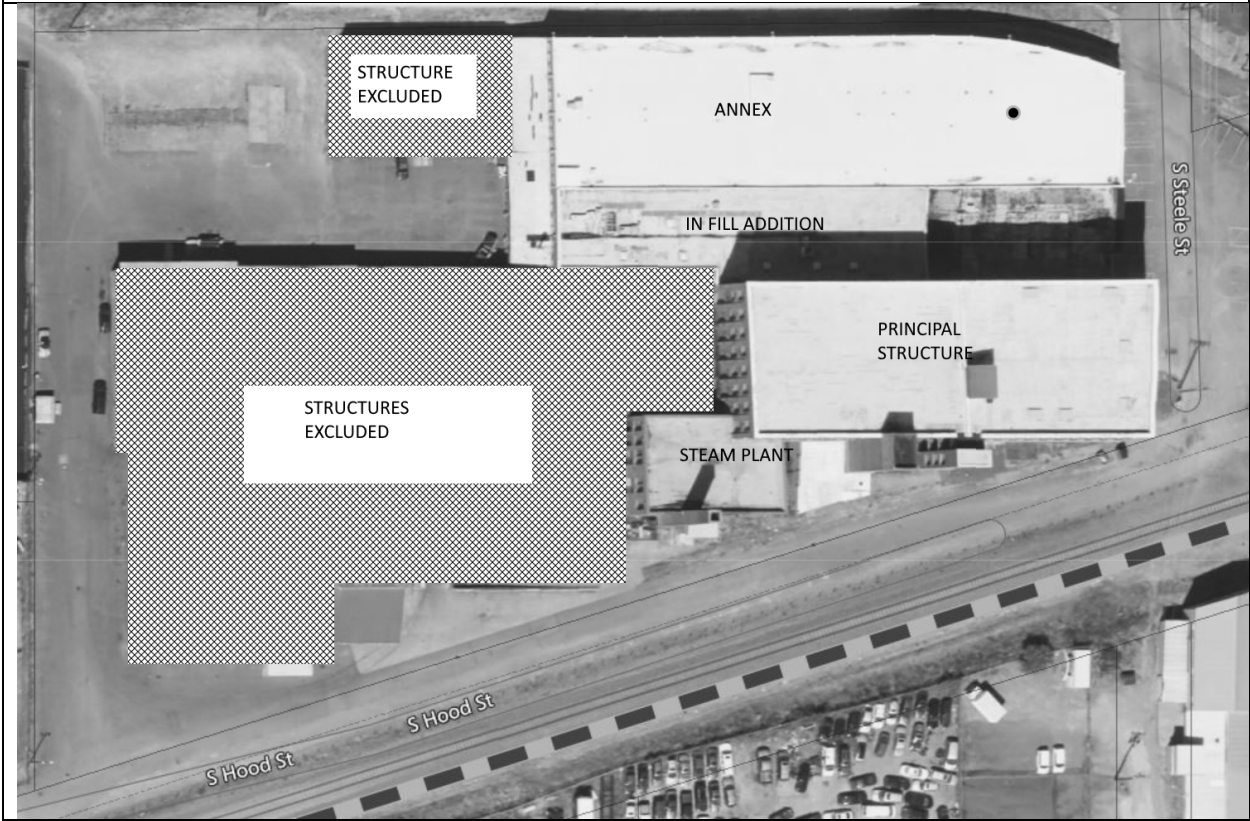 STRUCTURE
EXCLUDED
ANNEX
S Steele St
IN FILL ADDITION
PRINCIPAL
STRUCTURE
STRUCTURES
EXCLUDED
STEAM PLANT
S Hood St
S Hood St